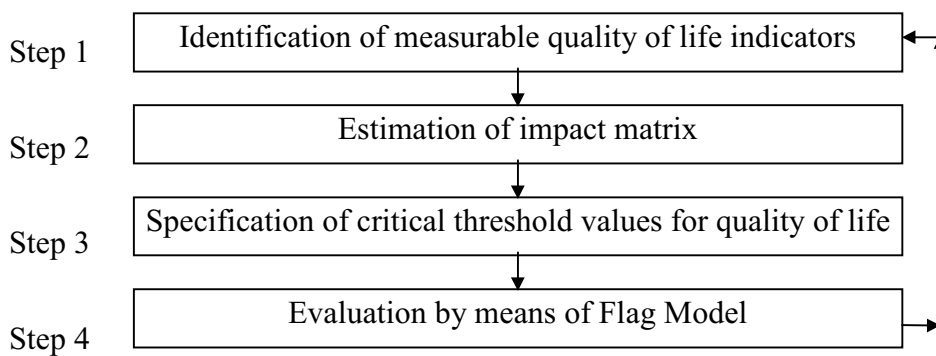 Step 1 Identification of measurable quality of life indicators
Step 2 Estimation of impact matrix
Step 3 Specification of critical threshold values for quality of life
Step 4 Evaluation by means of Flag Model